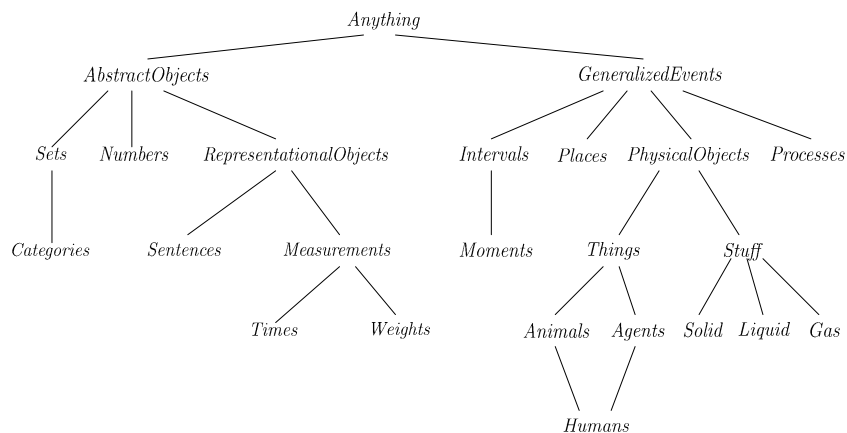 Anything
AbstractObjects GeneralizedEvents
Sets Numbers RepresentationalObjects Intervals Places PhysicalObjects Processes
Categories Sentences Measurements Moments Things Stuff
Times Weights Animals Agents Solid Liquid Gas
Humans